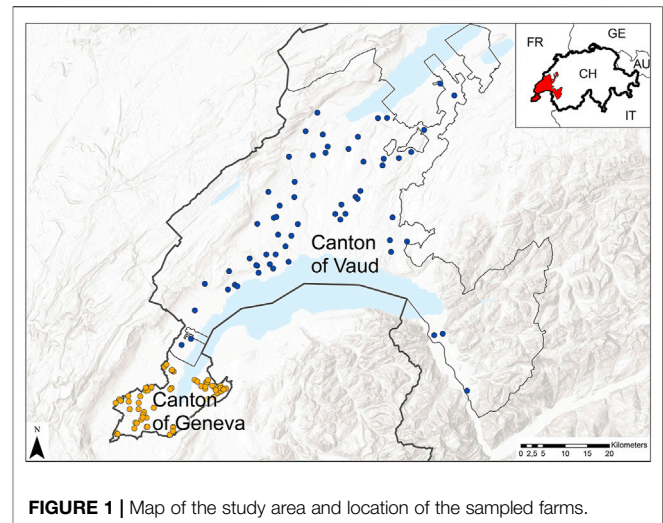 FR
GE
AU
CH
IT
Canton
of Vaud
Canton
of Geneva
N
Kilometers
0 2,5 5 10 15 20
FIGURE 1 | Map of the study area and location of the sampled farms.